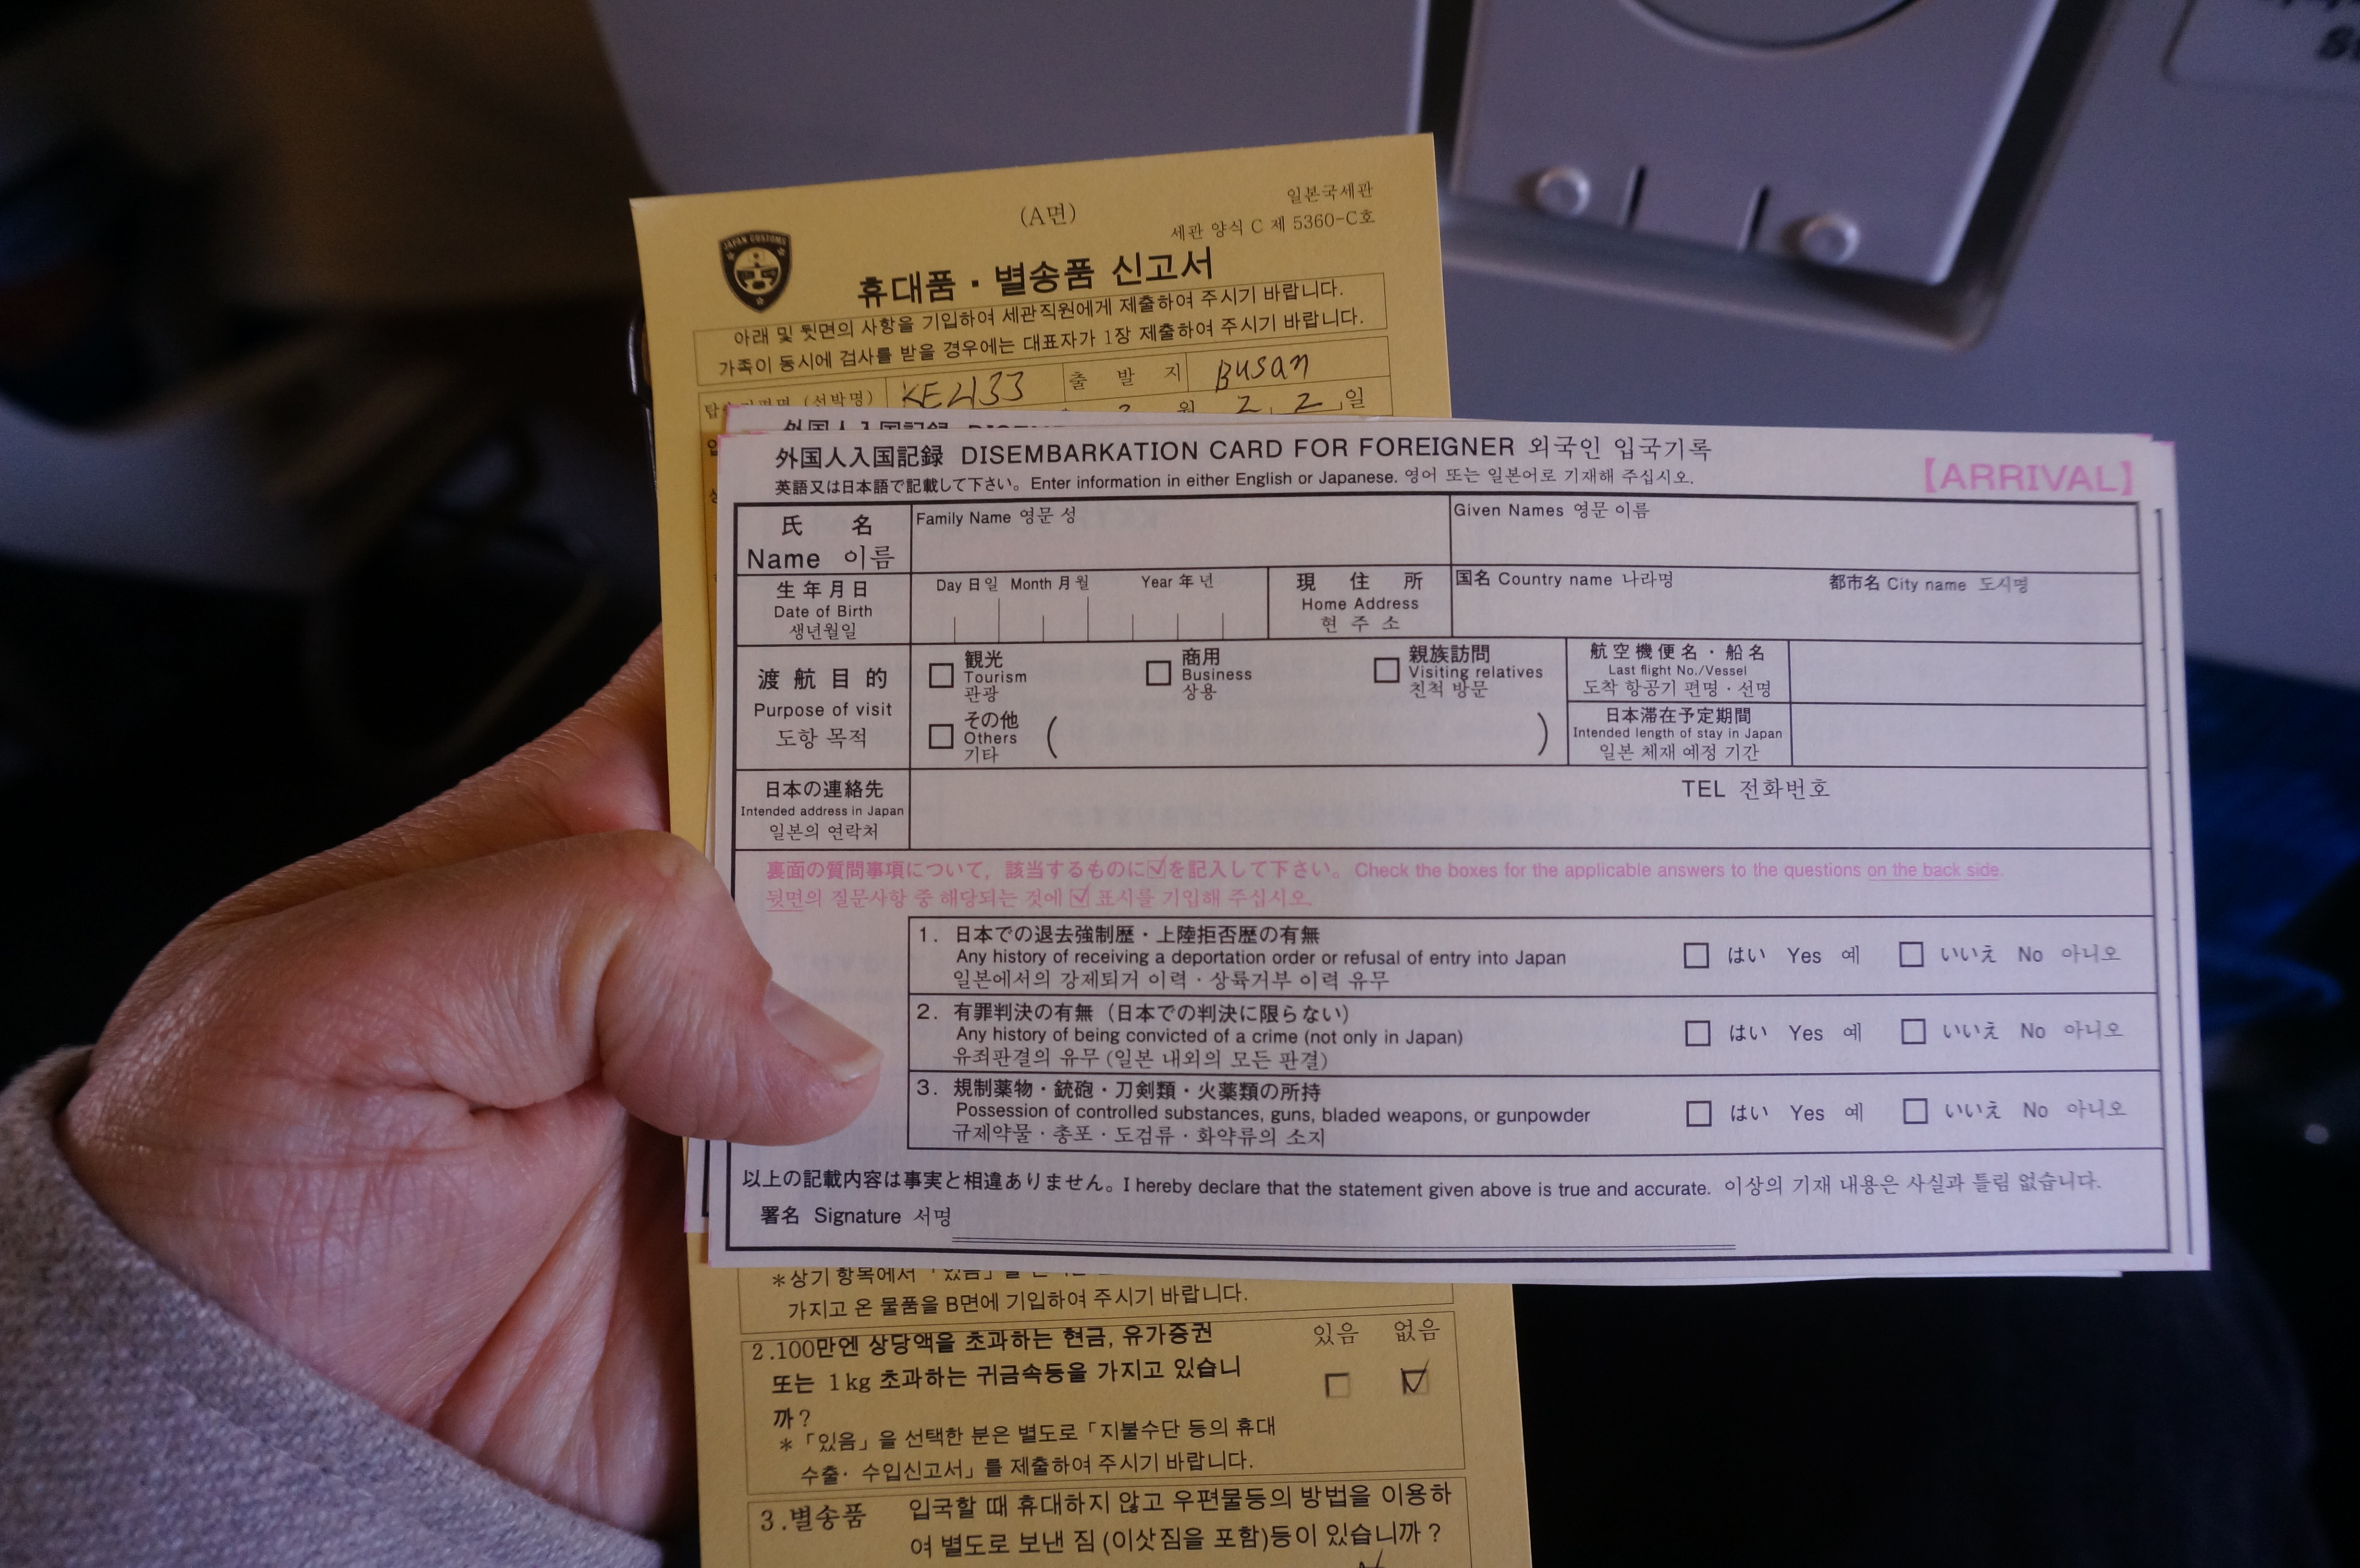 일본국세관
(A면)
세관 양식 C 제 5360-C호
JAPAN CUSTOMS
휴대품・별송품 신고서
아래 및 뒷면의 사항을 기입하여 세관직원에게 제출하여 주시기 바랍니다.
가족이 동시에 검사를 받을 경우에는 대표자가 1장 제출하여 주시기 바랍니다.
(선박명) KE2133 출 발 지 Busan
월 2 2 일
外国人入国記録
外国人入国記録 DISEMBARKATION CARD FOR FOREIGNER 외국인 입국기록
英語又は日本語で記載して下さい。Enter information in either English or Japanese. 영어 또는 일본어로 기재해 주십시오.
【ARRIVAL】
氏 名
Name 이름
Family Name 영문 성
Given Names 영문 이름
生年月日
Date of Birth
생년월일
Day 日 일 Month 月 월 Year 年 년
現 住 所
Home Address
현 주 소
国名 Country name 나라명
都市名 City name 도시명
渡航目的
Purpose of visit
도항 목적
観光
Tourism
관광
商用
Business
상용
親族訪問
Visiting relatives
친척 방문
その他
Others
기타
( )
航空機便名・船名
Last flight No./Vessel
도착 항공기 편명・선명
日本滞在予定期間
Intended length of stay in Japan
일본 체재 예정 기간
日本の連絡先
Intended address in Japan
일본의 연락처
TEL 전화번호
裏面の質問事項について、該当するものに☑を記入して下さい。Check the boxes for the applicable answers to the questions on the back side.
뒷면의 질문사항 중 해당되는 것에 ☑ 표시를 기입해 주십시오.
1. 日本での退去強制歴・上陸拒否歴の有無
Any history of receiving a deportation order or refusal of entry into Japan
일본에서의 강제퇴거 이력・상륙거부 이력 유무
□ はい Yes 예 □ いいえ No 아니오
2. 有罪判決の有無（日本での判決に限らない）
Any history of being convicted of a crime (not only in Japan)
유죄판결의 유무 (일본 내외의 모든 판결)
□ はい Yes 예 □ いいえ No 아니오
3. 規制薬物・銃砲・刀剣類・火薬類の所持
Possession of controlled substances, guns, bladed weapons, or gunpowder
규제약물・총포・도검류・화약류의 소지
□ はい Yes 예 □ いいえ No 아니오
以上の記載内容は事実と相違ありません。I hereby declare that the statement given above is true and accurate. 이상의 기재 내용은 사실과 틀림 없습니다.
署名 Signature 서명
*상기 항목에서 「있음」을
가지고 온 물품을 B면에 기입하여 주시기 바랍니다.
있음 없음
2.100만엔 상당액을 초과하는 현금, 유가증권
또는 1kg 초과하는 귀금속등을 가지고 있습니
까?
*「있음」을 선택한 분은 별도로 「지불수단 등의 휴대
수출・수입신고서」를 제출하여 주시기 바랍니다.
3.별송품 입국할 때 휴대하지 않고 우편물등의 방법을 이용하
여 별도로 보낸 짐 (이삿짐을 포함)등이 있습니까?